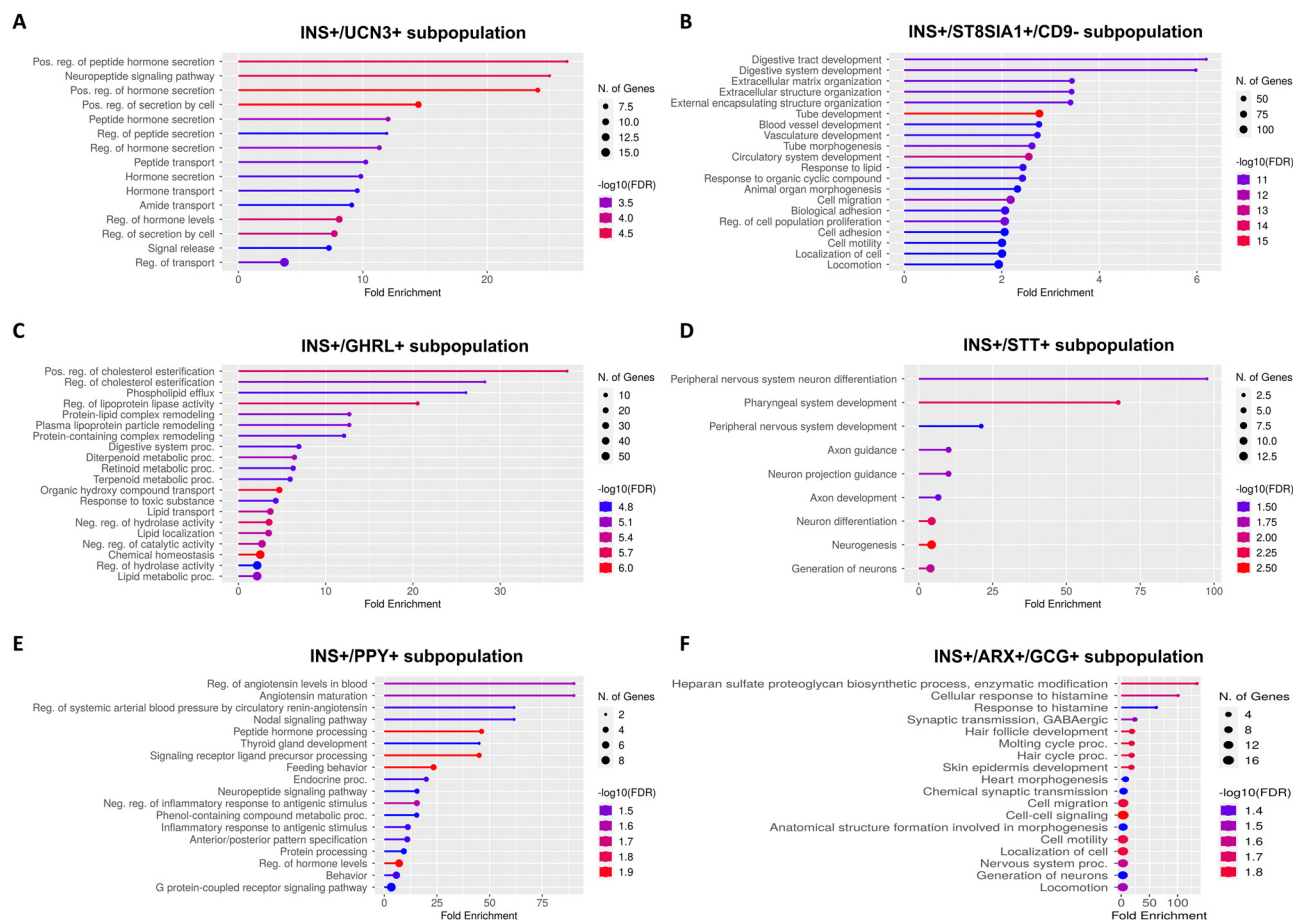 A
INS+/UCN3+ subpopulation
Pos. reg. of peptide hormone secretion
Neuropeptide signaling pathway
Pos. reg. of hormone secretion
Pos. reg. of secretion by cell
Peptide hormone secretion
Reg. of peptide secretion
Reg. of hormone secretion
Peptide transport
Hormone secretion
Hormone transport
Amide transport
Reg. of hormone levels
Reg. of secretion by cell
Signal release
Reg. of transport
0 10 20
Fold Enrichment
N. of Genes
7.5
10.0
12.5
15.0
-log10(FDR)
3.5
4.0
4.5
B
INS+/ST8SIA1+/CD9- subpopulation
Digestive tract development
Digestive system development
Extracellular matrix organization
Extracellular structure organization
External encapsulating structure organization
Tube development
Blood vessel development
Vasculature development
Tube morphogenesis
Circulatory system development
Response to lipid
Response to organic cyclic compound
Animal organ morphogenesis
Cell migration
Biological adhesion
Reg. of cell population proliferation
Cell adhesion
Cell motility
Localization of cell
Locomotion
0 2 4 6
Fold Enrichment
N. of Genes
50
75
100
-log10(FDR)
11
12
13
14
15
C
INS+/GHRL+ subpopulation
Pos. reg. of cholesterol esterification
Reg. of cholesterol esterification
Phospholipid efflux
Reg. of lipoprotein lipase activity
Protein-lipid complex remodeling
Plasma lipoprotein particle remodeling
Protein-containing complex remodeling
Digestive system proc.
Diterpenoid metabolic proc.
Retinoid metabolic proc.
Terpenoid metabolic proc.
Organic hydroxy compound transport
Response to toxic substance
Lipid transport
Neg. reg. of hydrolase activity
Lipid localization
Neg. reg. of catalytic activity
Chemical homeostasis
Reg. of hydrolase activity
Lipid metabolic proc.
0 10 20 30
Fold Enrichment
N. of Genes
10
20
30
40
50
-log10(FDR)
4.8
5.1
5.4
5.7
6.0
D
INS+/STT+ subpopulation
Peripheral nervous system neuron differentiation
Pharyngeal system development
Peripheral nervous system development
Axon guidance
Neuron projection guidance
Axon development
Neuron differentiation
Neurogenesis
Generation of neurons
0 25 50 75 100
Fold Enrichment
N. of Genes
2.5
5.0
7.5
10.0
12.5
-log10(FDR)
1.50
1.75
2.00
2.25
2.50
E
INS+/PPY+ subpopulation
Reg. of angiotensin levels in blood
Angiotensin maturation
Reg. of systemic arterial blood pressure by circulatory renin-angiotensin
Nodal signaling pathway
Peptide hormone processing
Thyroid gland development
Signaling receptor ligand precursor processing
Feeding behavior
Endocrine proc.
Neuropeptide signaling pathway
Neg. reg. of inflammatory response to antigenic stimulus
Phenol-containing compound metabolic proc.
Inflammatory response to antigenic stimulus
Anterior/posterior pattern specification
Protein processing
Reg. of hormone levels
Behavior
G protein-coupled receptor signaling pathway
0 25 50 75
Fold Enrichment
N. of Genes
2
4
6
8
-log10(FDR)
1.5
1.6
1.7
1.8
1.9
F
INS+/ARX+/GCG+ subpopulation
Heparan sulfate proteoglycan biosynthetic process, enzymatic modification
Cellular response to histamine
Response to histamine
Synaptic transmission, GABAergic
Hair follicle development
Molting cycle proc.
Hair cycle proc.
Skin epidermis development
Heart morphogenesis
Chemical synaptic transmission
Cell migration
Cell-cell signaling
Anatomical structure formation involved in morphogenesis
Cell motility
Localization of cell
Nervous system proc.
Generation of neurons
Locomotion
0 50 100
Fold Enrichment
N. of Genes
4
8
12
16
-log10(FDR)
1.4
1.5
1.6
1.7
1.8